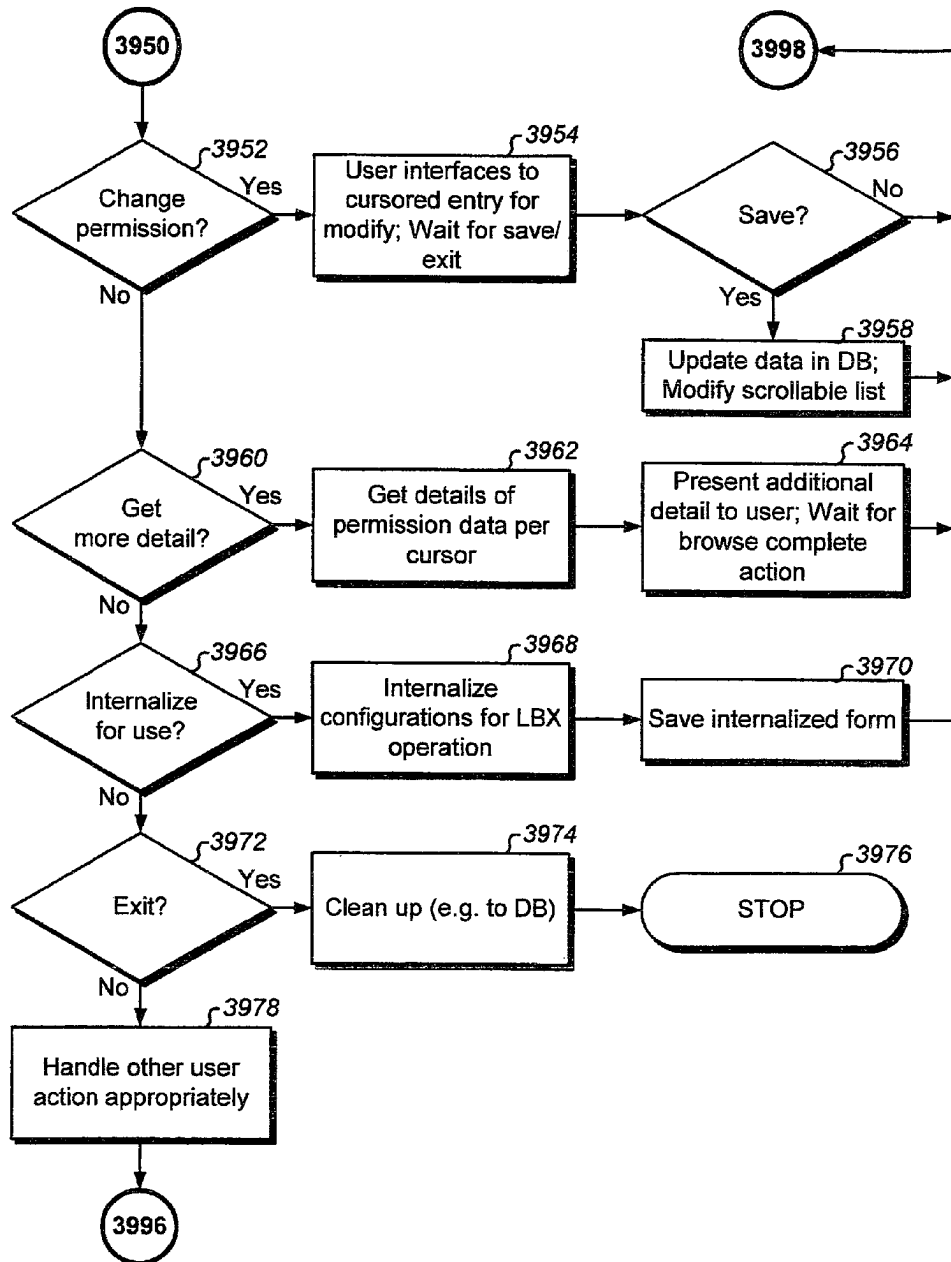 3950
3998
3952
Change
permission?
Yes
No
3954
User interfaces to
cursored entry for
modify; Wait for save/
exit
3956
Save?
No
Yes
3958
Update data in DB;
Modify scrollable list
3960
Get
more detail?
Yes
No
3962
Get details of
permission data per
cursor
3964
Present additional
detail to user; Wait for
browse complete
action
3966
Internalize
for use?
Yes
No
3968
Internalize
configurations for LBX
operation
3970
Save internalized form
3972
Exit?
Yes
No
3974
Clean up (e.g. to DB)
3976
STOP
3978
Handle other user
action appropriately
3996